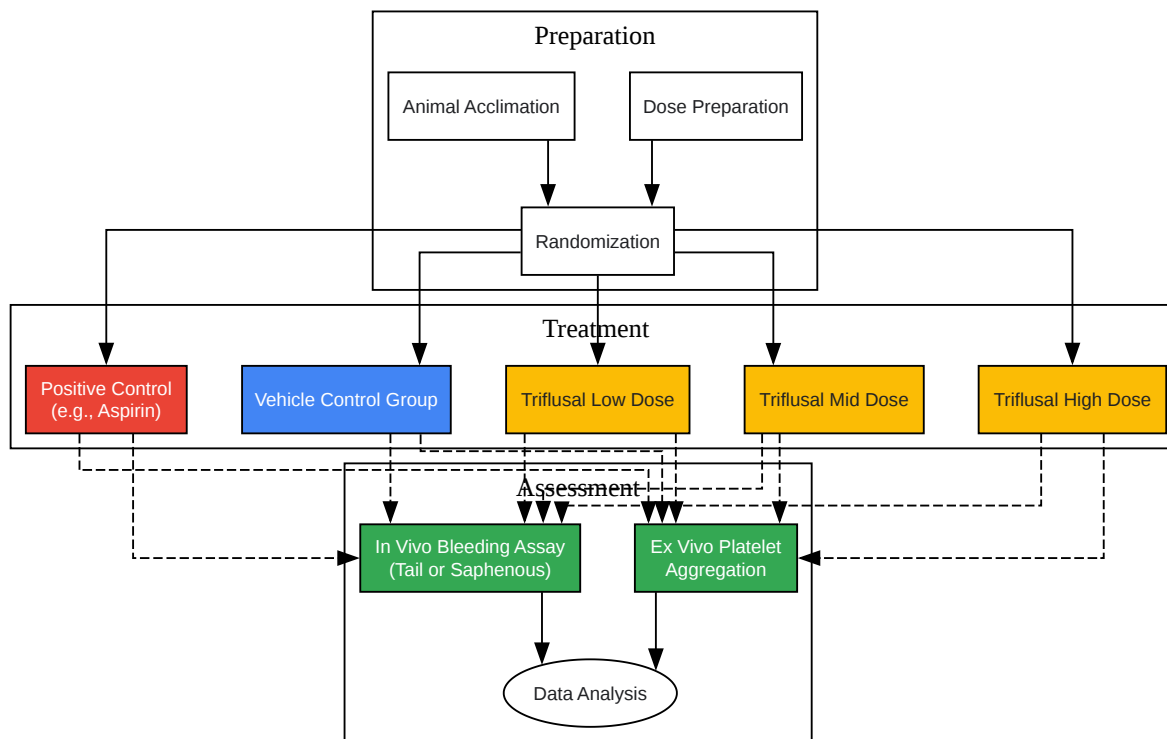 Preparation
Animal Acclimation
Dose Preparation
Randomization
Treatment
Positive Control
(e.g., Aspirin)
Vehicle Control Group
Triflusal Low Dose
Triflusal Mid Dose
Triflusal High Dose
Assessment
In Vivo Bleeding Assay
(Tail or Saphenous)
Ex Vivo Platelet
Aggregation
Data Analysis